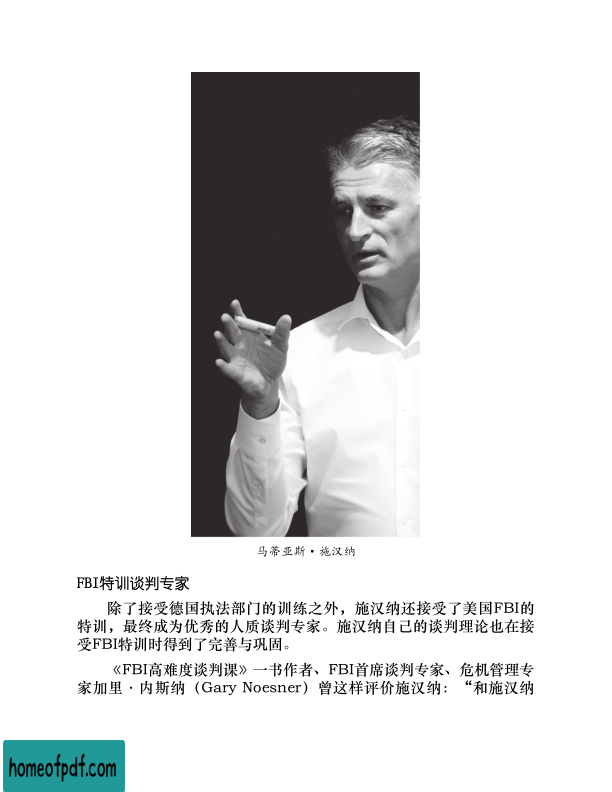 马蒂亚斯·施汉纳
FBI特训谈判专家
除了接受德国执法部门的训练之外，施汉纳还接受了美国FBI的
特训，最终成为优秀的人质谈判专家。施汉纳自己的谈判理论也在接
受FBI特训时得到了完善与巩固。
《FBI高难度谈判课》一书作者、FBI首席谈判专家、危机管理专
家加里·内斯纳（Gary Noesner）曾这样评价施汉纳：“和施汉纳
homeofpdf.com